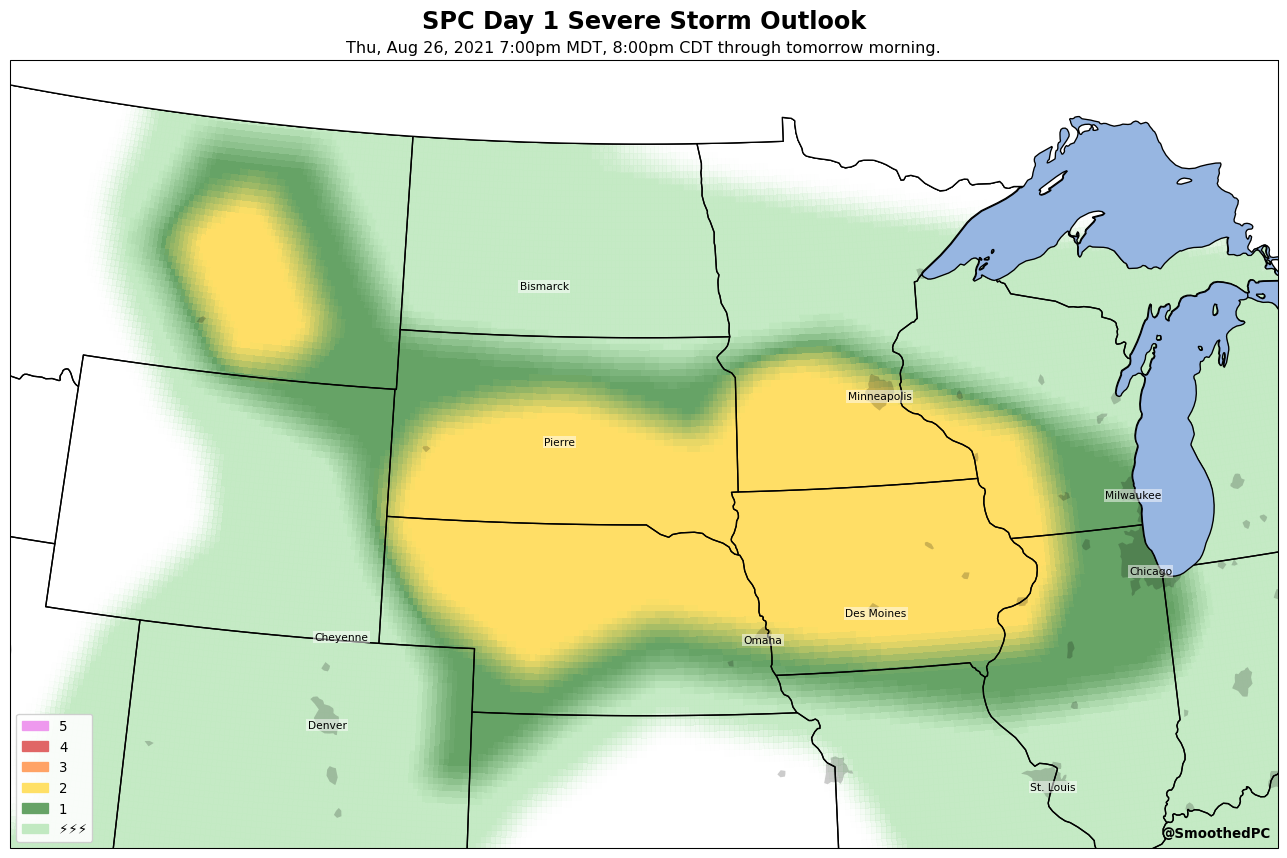 SPC Day 1 Severe Storm Outlook
Thu, Aug 26, 2021 7:00pm MDT, 8:00pm CDT through tomorrow morning.
Bismarck
Minneapolis
Pierre
Milwaukee
Chicago
Des Moines
Cheyenne
Omaha
Denver
St. Louis
5
4
3
2
1
⚡⚡⚡
@SmoothedPC